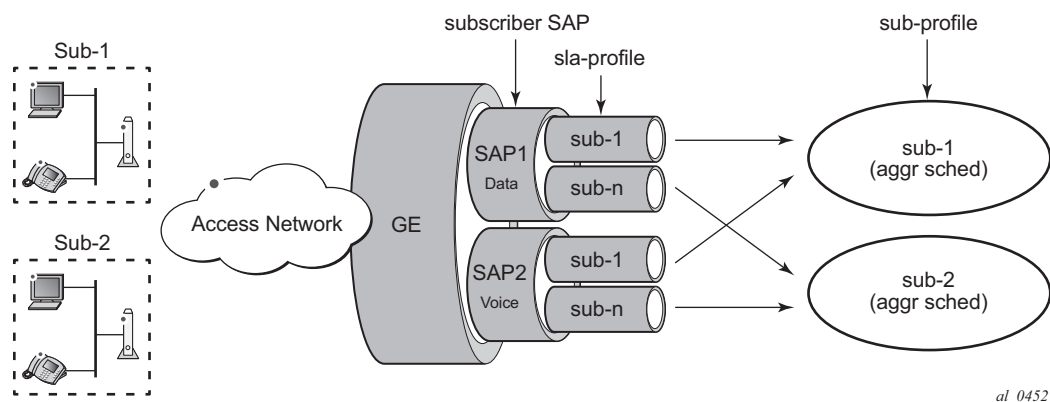 subscriber SAP
sub-profile
Sub-1
sla-profile
SAP1
Data
sub-1
sub-n
sub-1
(aggr sched)
Access Network
GE
Sub-2
SAP2
Voice
sub-1
sub-n
sub-2
(aggr sched)
al_0452